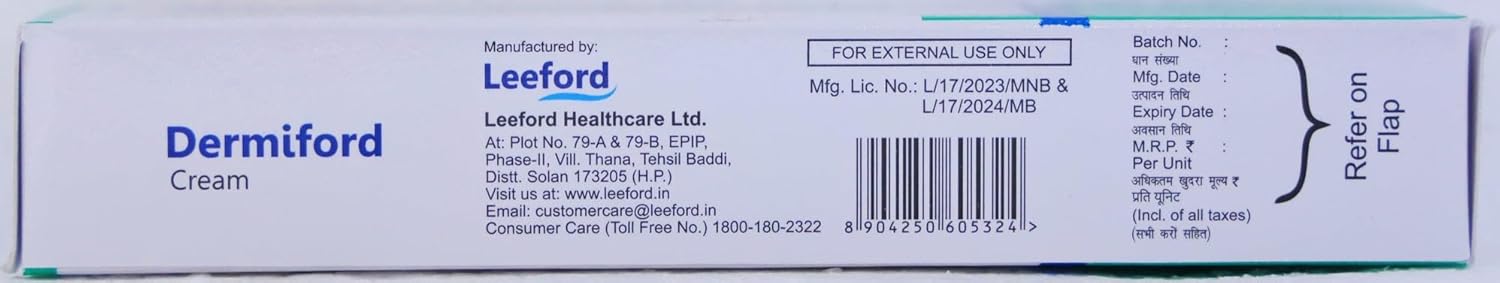 Dermiford
Cream
Manufactured by:
Leeford
Leeford Healthcare Ltd.
At: Plot No. 79-A & 79-B, EPIP,
Phase-II, Vill. Thana, Tehsil Baddi,
Distt. Solan 173205 (H.P.)
Visit us at: www.leeford.in
Email: customercare@leeford.in
Consumer Care (Toll Free No.) 1800-180-2322
FOR EXTERNAL USE ONLY
Mfg. Lic. No.: L/17/2023/MNB &
L/17/2024/MB
8 904250 605324 >
Batch No. :
घान संख्या
Mfg. Date :
उत्पादन तिथि
Expiry Date :
अवसान तिथि
M.R.P. ₹ :
Per Unit
अधिकतम खुदरा मूल्य ₹
प्रति यूनिट
(Incl. of all taxes)
(सभी करों सहित)
Refer on
Flap